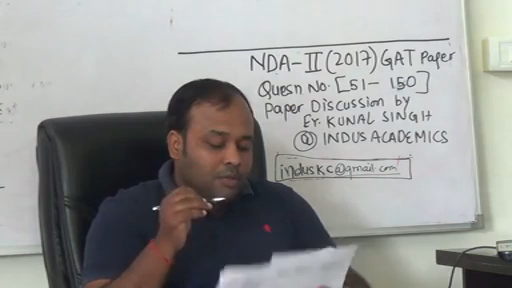 NDA-II (2017) GAT Paper
Quesn No. [51-150]
Paper Discussion by
Er. KUNAL SINGH
@ INDUS ACADEMICS
induskc@gmail.com